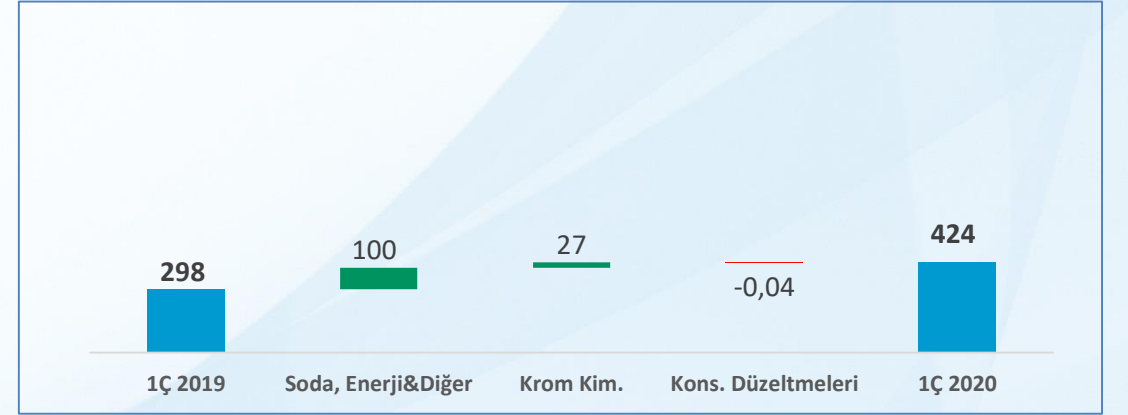 298
100
27
-0,04
424
1Ç 2019
Soda, Enerji&Diğer
Krom Kim.
Kons. Düzeltmeleri
1Ç 2020